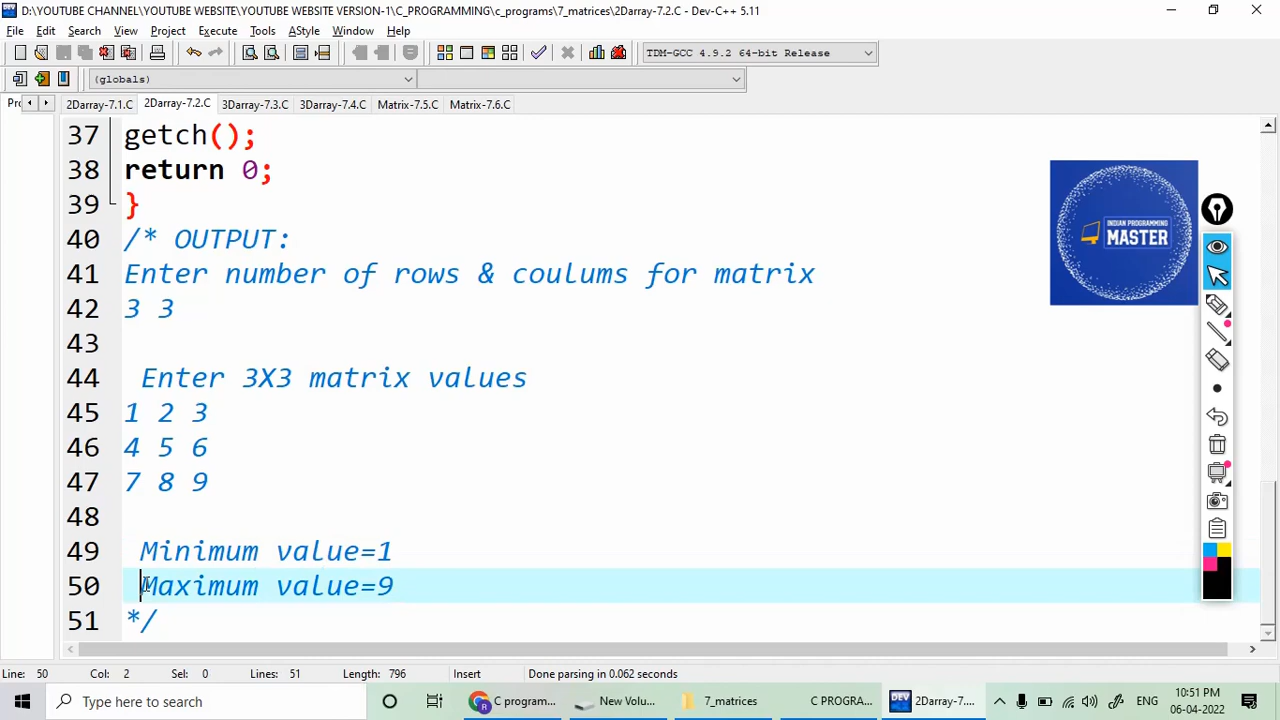 D:\YOUTUBE CHANNEL\YOUTUBE WEBSITE\YOUTUBE WEBSITE VERSION-1\C_PROGRAMMING\c_programs\7_matrices\2Darray-7.2.C - Dev-C++ 5.11
File Edit Search View Project Execute Tools AStyle Window Help
TDM-GCC 4.9.2 64-bit Release
(globals)
2Darray-7.1.C 2Darray-7.2.C 2Darray-7.3.C 2Darray-7.4.C Matrix-7.5.C Matrix-7.6.C
37 getch();
38 return 0;
39 }
40 /* OUTPUT:
41 Enter number of rows & coulums for matrix
42 3 3
43
44 Enter 3X3 matrix values
45 1 2 3
46 4 5 6
47 7 8 9
48
49 Minimum value=1
50 Maximum value=9
51 */
INDIAN PROGRAMMING
MASTER
Line: 50 Col: 2 Sel: 0 Lines: 51 Length: 796 Insert Done parsing in 0.062 seconds
Type here to search
C program... New Volu... 7_matrices C PROGRA... 2Darray-7.... ENG
10:51 PM
06-04-2022